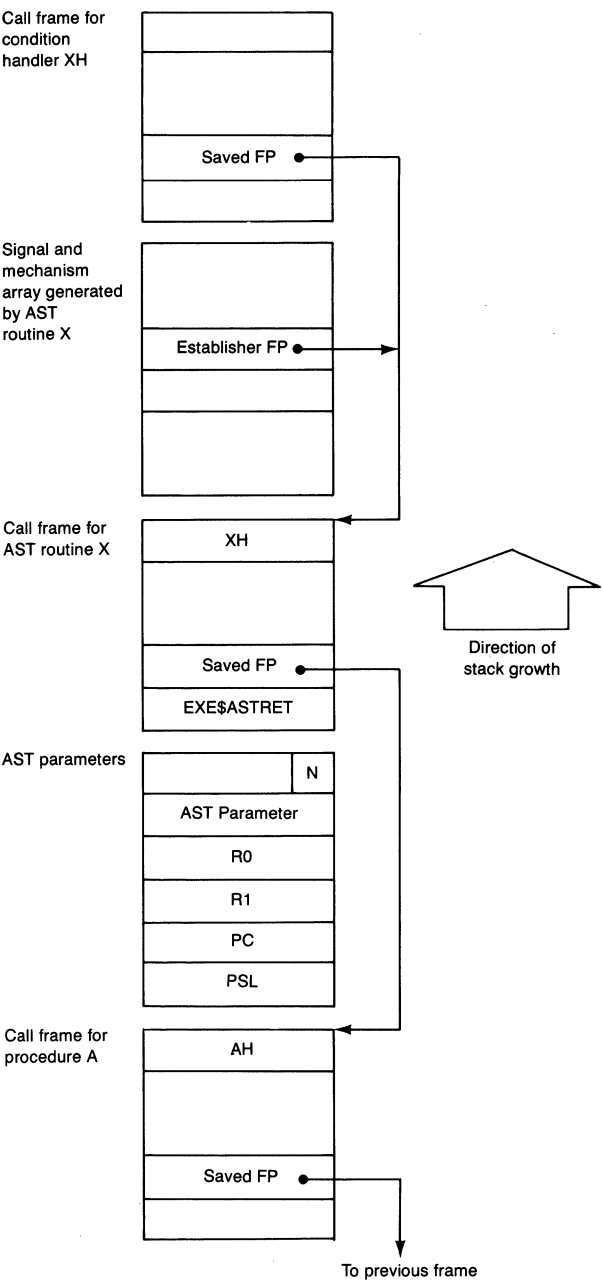 Call frame for
condition
handler XH
Saved FP
Signal and
mechanism
array generated
by AST
routine X
Establisher FP
Call frame for
AST routine X
XH
Saved FP
EXE$ASTRET
Direction of
stack growth
AST parameters
N
AST Parameter
R0
R1
PC
PSL
Call frame for
procedure A
AH
Saved FP
To previous frame